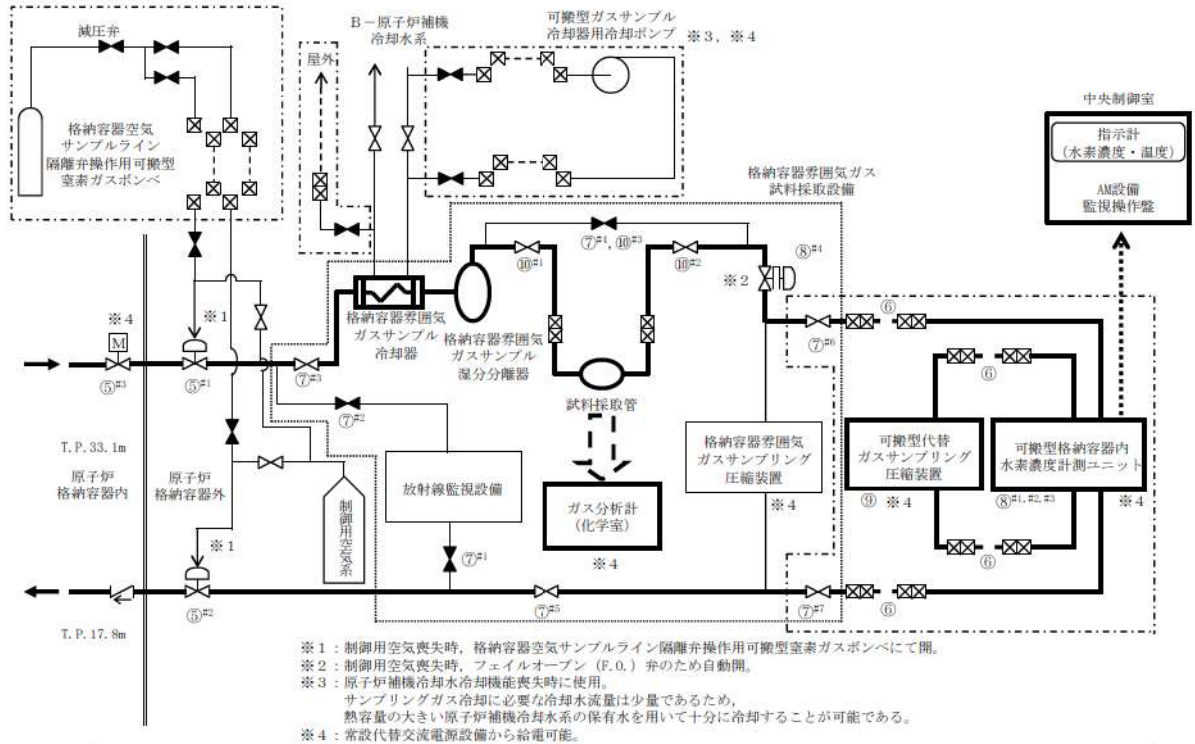 減圧弁
格納容器空気
サンプルライン
隔離弁操作用可搬型
窒素ガスボンベ
屋外
B-原子炉補機
冷却水系
可搬型ガスサンプル
冷却器用冷却ポンプ
※3,※4
格納容器雰囲気ガス
試料採取設備
中央制御室
指示計
(水素濃度・温度)
AM設備
監視操作盤
⑦#4,⑩#3
⑩#1
⑩#2
⑧#4
※2
※1
※4
M
⑤#3
⑤#1
⑦#3
格納容器雰囲気
ガスサンプル
冷却器
格納容器雰囲気
ガスサンプル
湿分分離器
試料採取管
⑦#6
⑥
⑥
⑦#2
T.P.33.1m
原子炉
格納容器内
原子炉
格納容器外
制御用空気系
放射線監視設備
ガス分析計
(化学室)
※4
格納容器雰囲気
ガスサンプリング
圧縮装置
※4
可搬型代替
ガスサンプリング
圧縮装置
⑨ ※4
可搬型格納容器内
水素濃度計測ユニット
⑧#1,#2,#3 ※4
※1
⑦#1
⑥
⑤#2
⑦#5
⑦#7
⑥
T.P.17.8m
※1:制御用空気喪失時,格納容器空気サンプルライン隔離弁操作用可搬型窒素ガスボンベにて開。
※2:制御用空気喪失時,フェイルオープン(F.O.)弁のため自動開。
※3:原子炉補機冷却水冷却機能喪失時に使用。
サンプリングガス冷却に必要な冷却水流量は少量であるため,
熱容量の大きい原子炉補機冷却水系の保有水を用いて十分に冷却することが可能である。
※4:常設代替交流電源設備から給電可能。